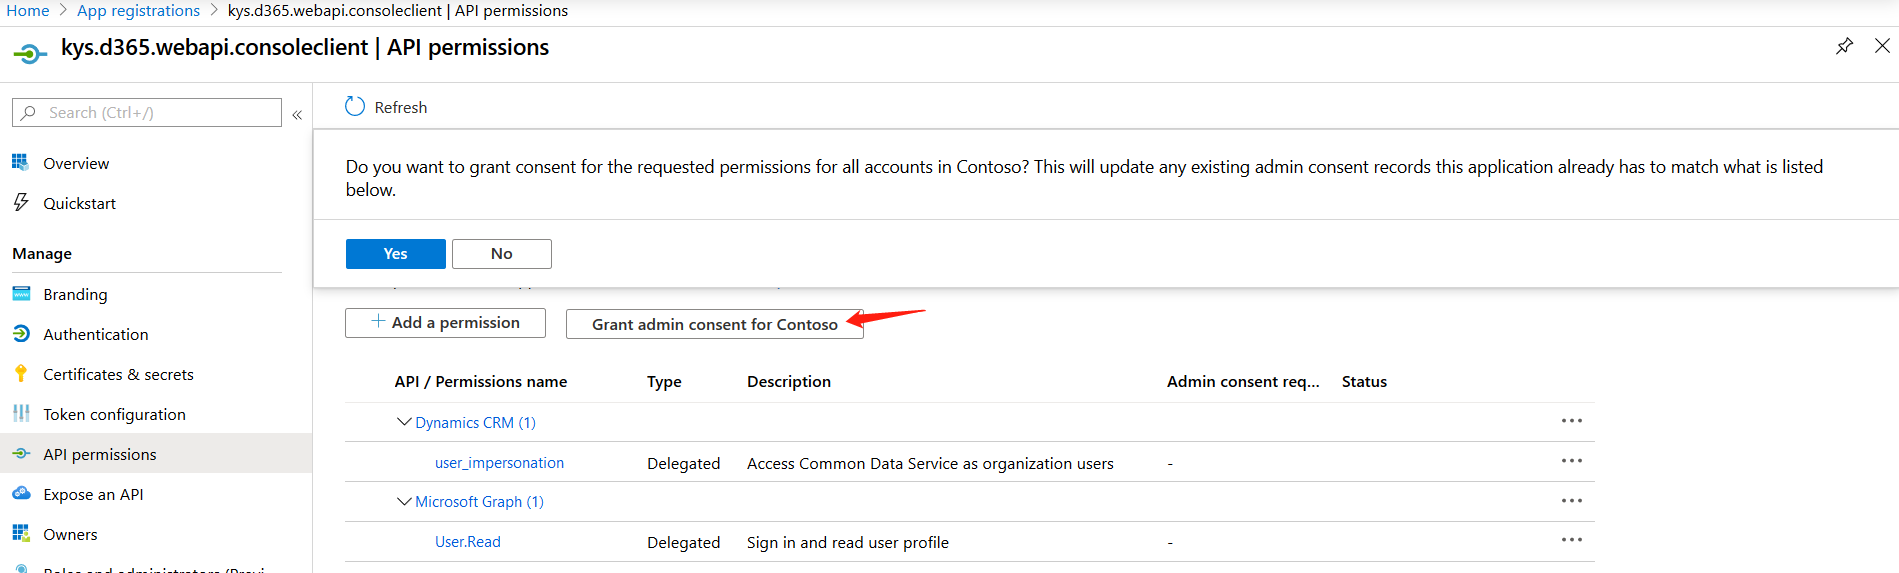 Home > App registrations > kys.d365.webapi.consoleclient | API permissions
kys.d365.webapi.consoleclient | API permissions
Search (Ctrl+/)
«
Refresh
Overview
Quickstart
Do you want to grant consent for the requested permissions for all accounts in Contoso? This will update any existing admin consent records this application already has to match what is listed
below.
Yes
No
Manage
Branding
Authentication
Certificates & secrets
Token configuration
API permissions
Expose an API
Owners
+ Add a permission
Grant admin consent for Contoso
API / Permissions name Type Description Admin consent req... Status
Dynamics CRM (1) ...
user_impersonation Delegated Access Common Data Service as organization users - ...
Microsoft Graph (1) ...
User.Read Delegated Sign in and read user profile - ...